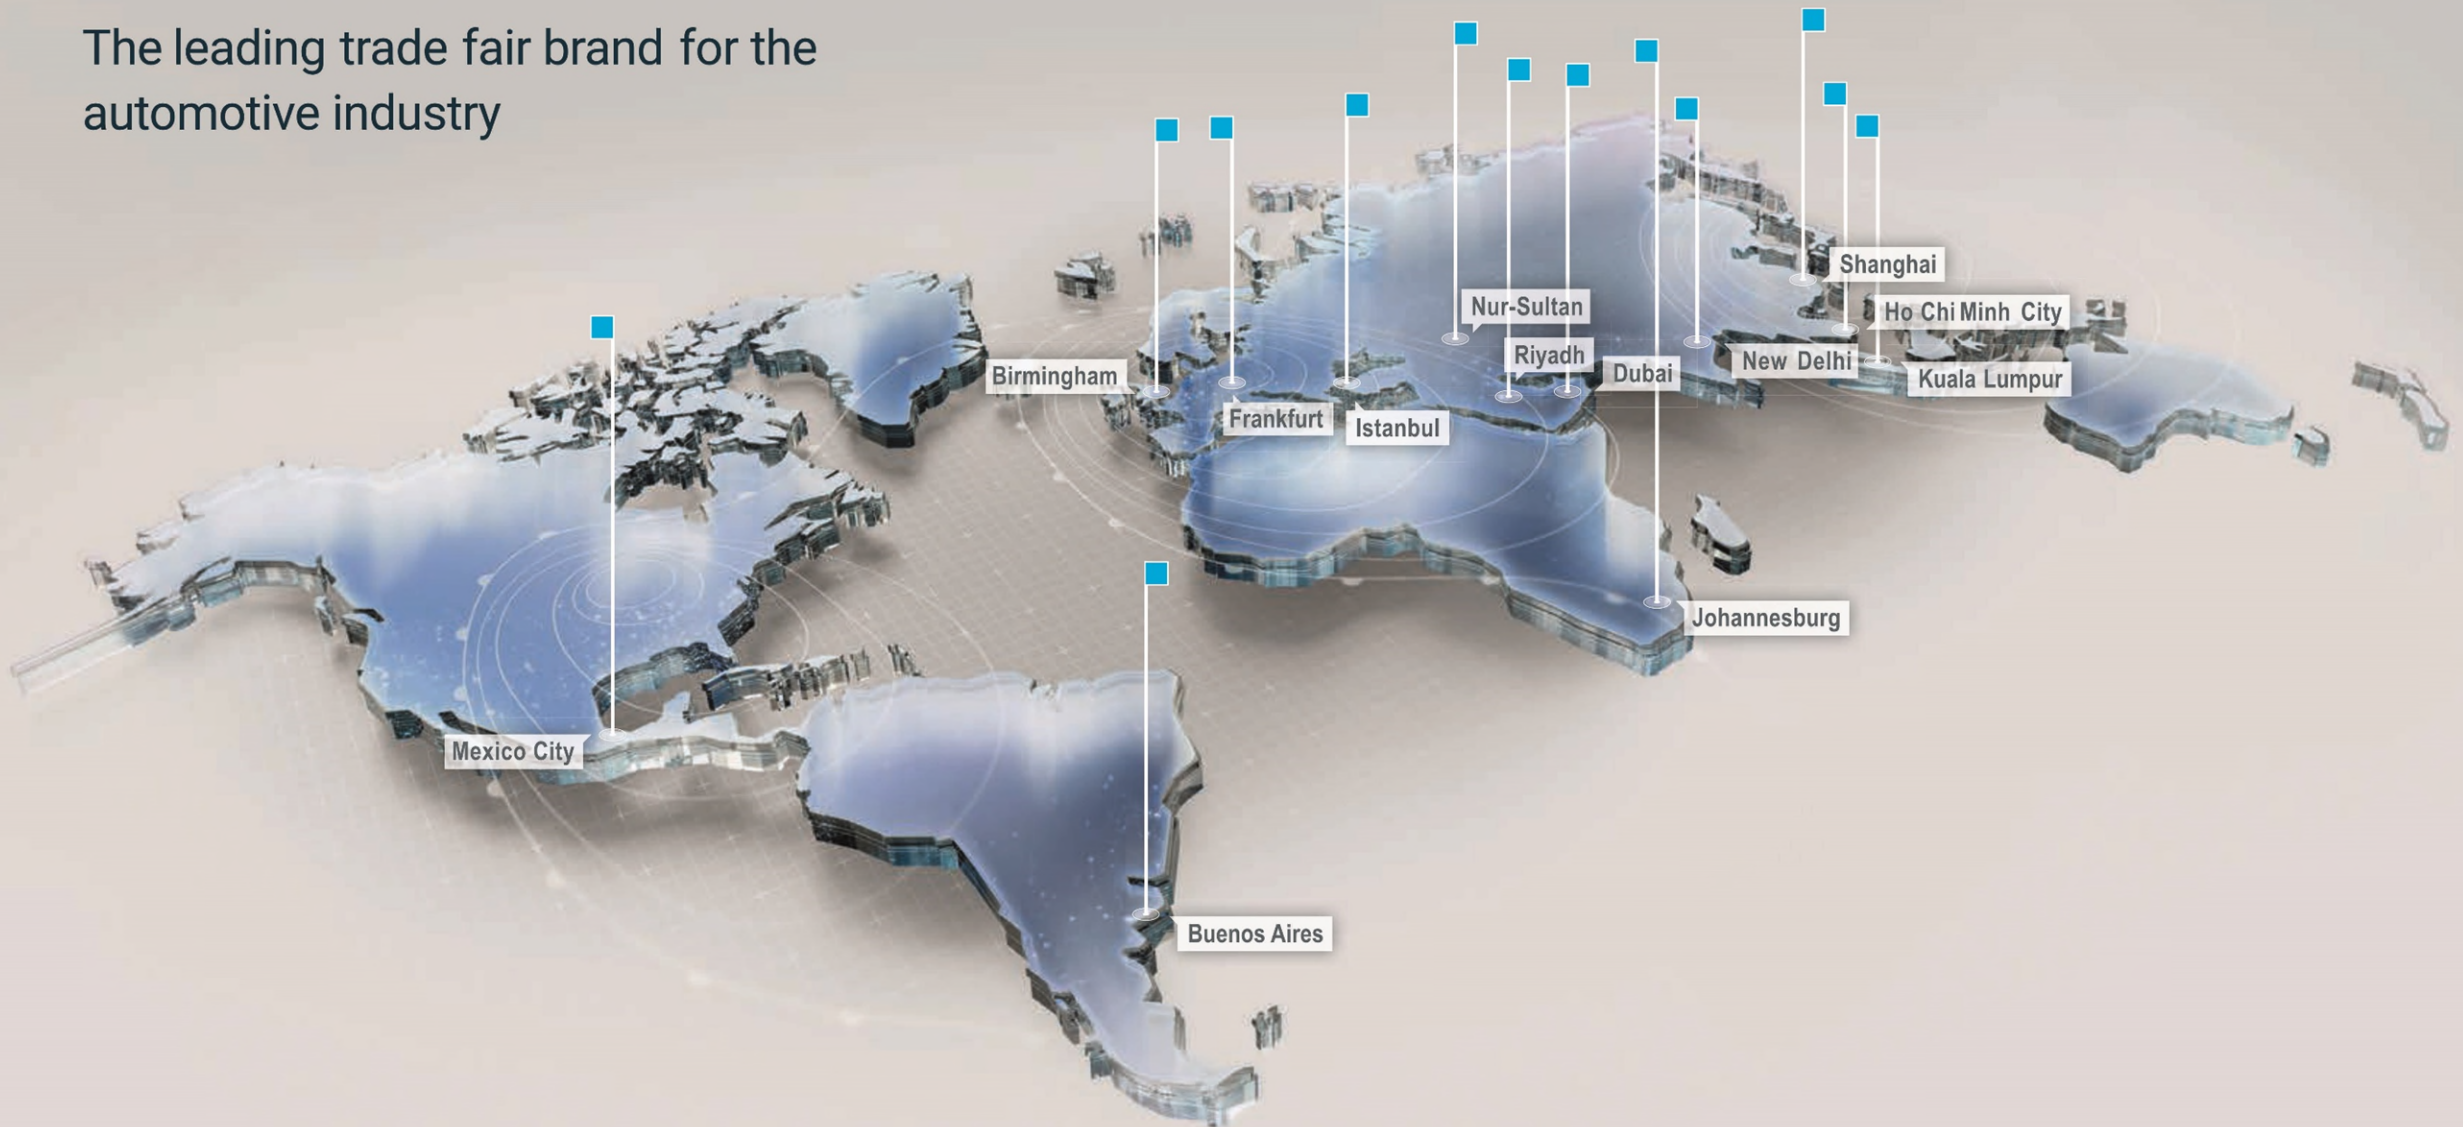 The leading trade fair brand for the
automotive industry
Shanghai
Nur-Sultan
Ho Chi Minh City
Riyadh
New Delhi
Birmingham
Dubai
Kuala Lumpur
Frankfurt
Istanbul
Johannesburg
Mexico City
Buenos Aires